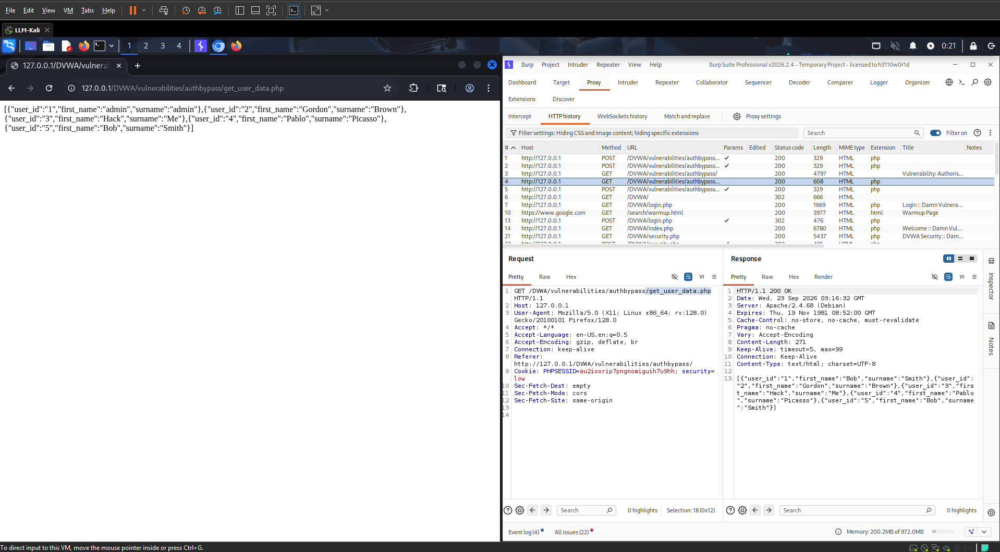 File Edit View VM Tabs Help
LLM-Kali
1 2 3 4
0:21
127.0.0.1/DVWA/vulnera
127.0.0.1/DVWA/vulnerabilities/authbypass/get_user_data.php
[{"user_id":"1","first_name":"admin","surname":"admin"},{"user_id":"2","first_name":"Gordon","surname":"Brown"},
{"user_id":"3","first_name":"Hack","surname":"Me"},{"user_id":"4","first_name":"Pablo","surname":"Picasso"},
{"user_id":"5","first_name":"Bob","surname":"Smith"}]
Burp Project Intruder Repeater View Help
Burp Suite Professional v2026.2.4 - Temporary Project - licensed to h3110w0r1d
Dashboard Target Proxy Intruder Repeater Collaborator Sequencer Decoder Comparer Logger Organizer
Extensions Discover
Intercept HTTP history WebSockets history Match and replace Proxy settings
Filter settings: Hiding CSS and image content; hiding specific extensions
Search
Filter on
# Host Method URL Params Edited Status code Length MIME type Extension Title Notes
1 http://127.0.0.1 POST /DVWA/vulnerabilities/authbypass... ✓ 200 329 HTML php
2 http://127.0.0.1 POST /DVWA/vulnerabilities/authbypass... ✓ 200 329 HTML php
3 http://127.0.0.1 GET /DVWA/vulnerabilities/authbypass/ 200 4797 HTML Vulnerability: Authoris...
4 http://127.0.0.1 GET /DVWA/vulnerabilities/authbypass... 200 608 HTML php
5 http://127.0.0.1 POST /DVWA/vulnerabilities/authbypass... ✓ 200 329 HTML php
6 http://127.0.0.1 GET /DVWA/ 302 666 HTML
7 http://127.0.0.1 GET /DVWA/login.php 200 1669 HTML php Login :: Damn Vulnera...
10 https://www.google.com GET /search/warmup.html 200 3977 HTML html Warmup Page
13 http://127.0.0.1 POST /DVWA/login.php ✓ 302 476 HTML php
14 http://127.0.0.1 GET /DVWA/index.php 200 6780 HTML php Welcome :: Damn Vul...
21 http://127.0.0.1 GET /DVWA/security.php 200 5437 HTML php DVWA Security :: Dam...
Request
Pretty Raw Hex
\n
1 GET /DVWA/vulnerabilities/authbypass/get_user_data.php
HTTP/1.1
2 Host: 127.0.0.1
3 User-Agent: Mozilla/5.0 (X11; Linux x86_64; rv:128.0)
Gecko/20100101 Firefox/128.0
4 Accept: */*
5 Accept-Language: en-US,en;q=0.5
6 Accept-Encoding: gzip, deflate, br
7 Connection: keep-alive
8 Referer:
http://127.0.0.1/DVWA/vulnerabilities/authbypass/
9 Cookie: PHPSESSID=au2ioorip7pngnomiguih7u9hh; security=
low
10 Sec-Fetch-Dest: empty
11 Sec-Fetch-Mode: cors
12 Sec-Fetch-Site: same-origin
13
14
Search
0 highlights
Selection: 18 (0x12)
Response
Pretty Raw Hex Render
\n
1 HTTP/1.1 200 OK
2 Date: Wed, 23 Sep 2026 03:16:32 GMT
3 Server: Apache/2.4.68 (Debian)
4 Expires: Thu, 19 Nov 1981 08:52:00 GMT
5 Cache-Control: no-store, no-cache, must-revalidate
6 Pragma: no-cache
7 Vary: Accept-Encoding
8 Content-Length: 271
9 Keep-Alive: timeout=5, max=99
10 Connection: Keep-Alive
11 Content-Type: text/html; charset=UTF-8
12
13 [{"user_id":"1","first_name":"Bob","surname":"Smith"},{"user_id":
"2","first_name":"Gordon","surname":"Brown"},{"user_id":"3","firs
t_name":"Hack","surname":"Me"},{"user_id":"4","first_name":"Pablo
","surname":"Picasso"},{"user_id":"5","first_name":"Bob","surname
":"Smith"}]
Search
0 highlights
Inspector
Notes
Event log (4)
All issues (22)
Memory: 200.2MB of 972.0MB
To direct input to this VM, move the mouse pointer inside or press Ctrl+G.